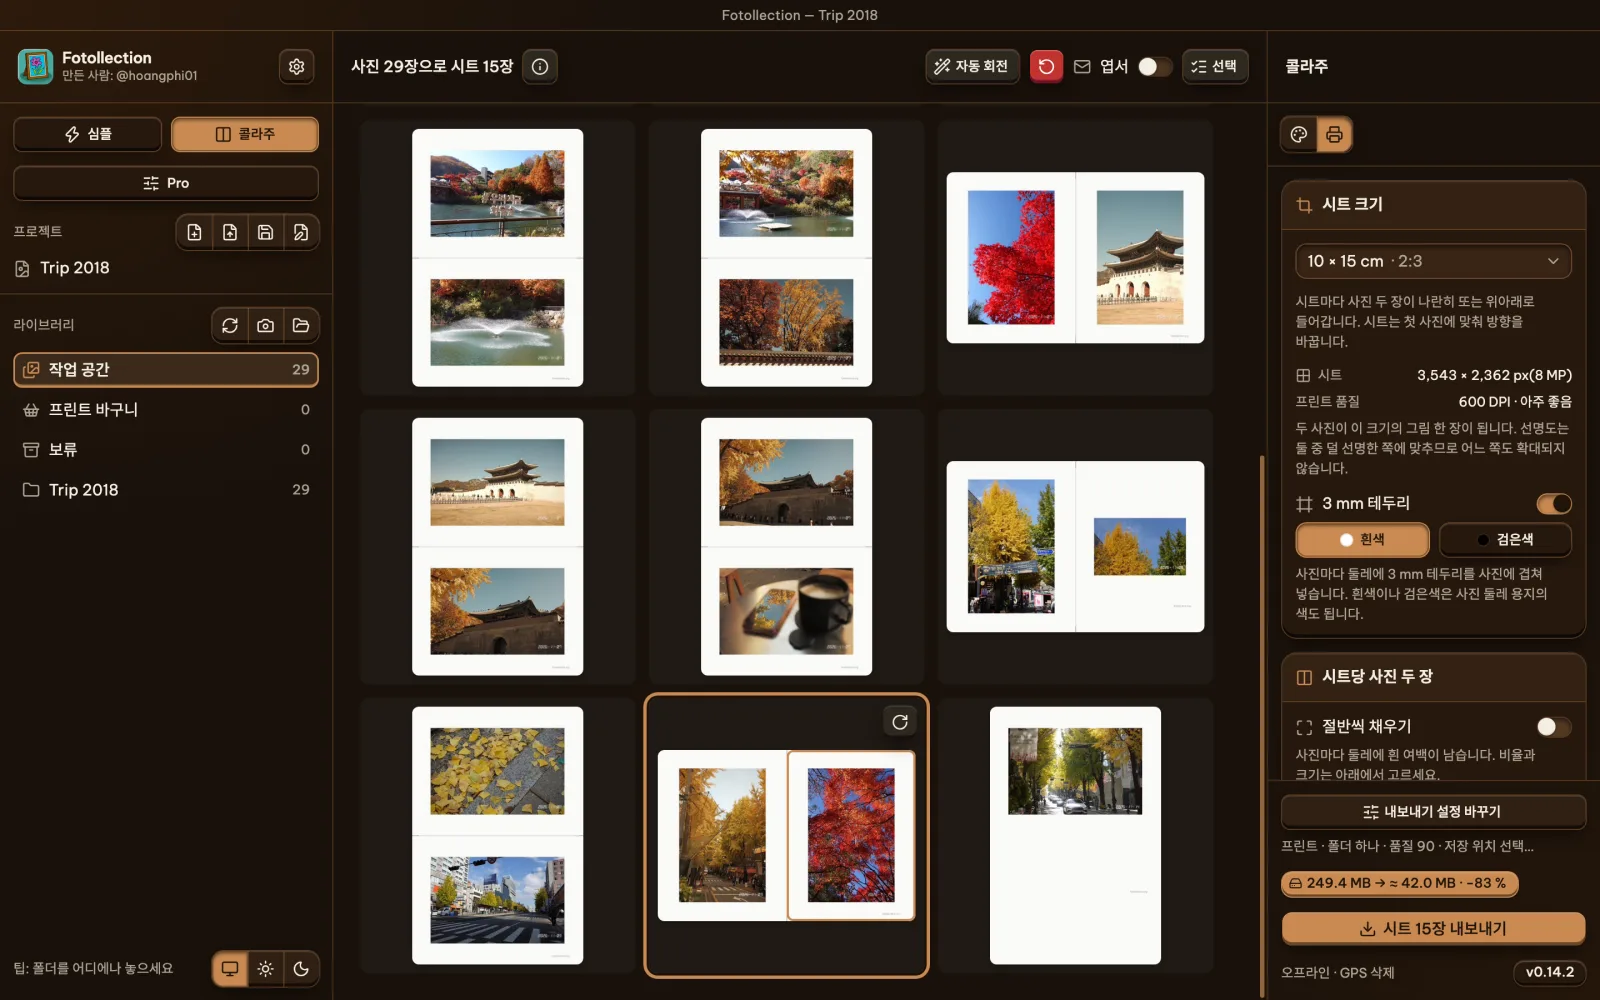 Fotollection — Trip 2018
Fotollection
만든 사람: @hoangphi01
심플
콜라주
Pro
프로젝트
Trip 2018
라이브러리
작업 공간 29
프린트 바구니 0
보류 0
Trip 2018 29
팁: 폴더를 어디에나 놓으세요
사진 29장으로 시트 15장
자동 회전
엽서
선택
콜라주
시트 크기
10 × 15 cm · 2:3
시트마다 사진 두 장이 나란히 또는 위아래로
들어갑니다. 시트는 첫 사진에 맞춰 방향을
바꿉니다.
시트 3,543 × 2,362 px(8 MP)
프린트 품질 600 DPI · 아주 좋음
두 사진이 이 크기의 그림 한 장이 됩니다. 선명도는
둘 중 덜 선명한 쪽에 맞추므로 어느 쪽도 확대되지
않습니다.
3 mm 테두리
흰색
검은색
사진마다 둘레에 3 mm 테두리를 사진에 겹쳐
넣습니다. 흰색이나 검은색은 사진 둘레 용지의
색도 됩니다.
시트당 사진 두 장
절반씩 채우기
사진마다 둘레에 흰 여백이 남습니다. 비율과
크기는 아래에서 고르세요.
내보내기 설정 바꾸기
프린트 · 폴더 하나 · 품질 90 · 저장 위치 선택...
249.4 MB → ≈ 42.0 MB · −83 %
시트 15장 내보내기
오프라인 · GPS 삭제
v0.14.2